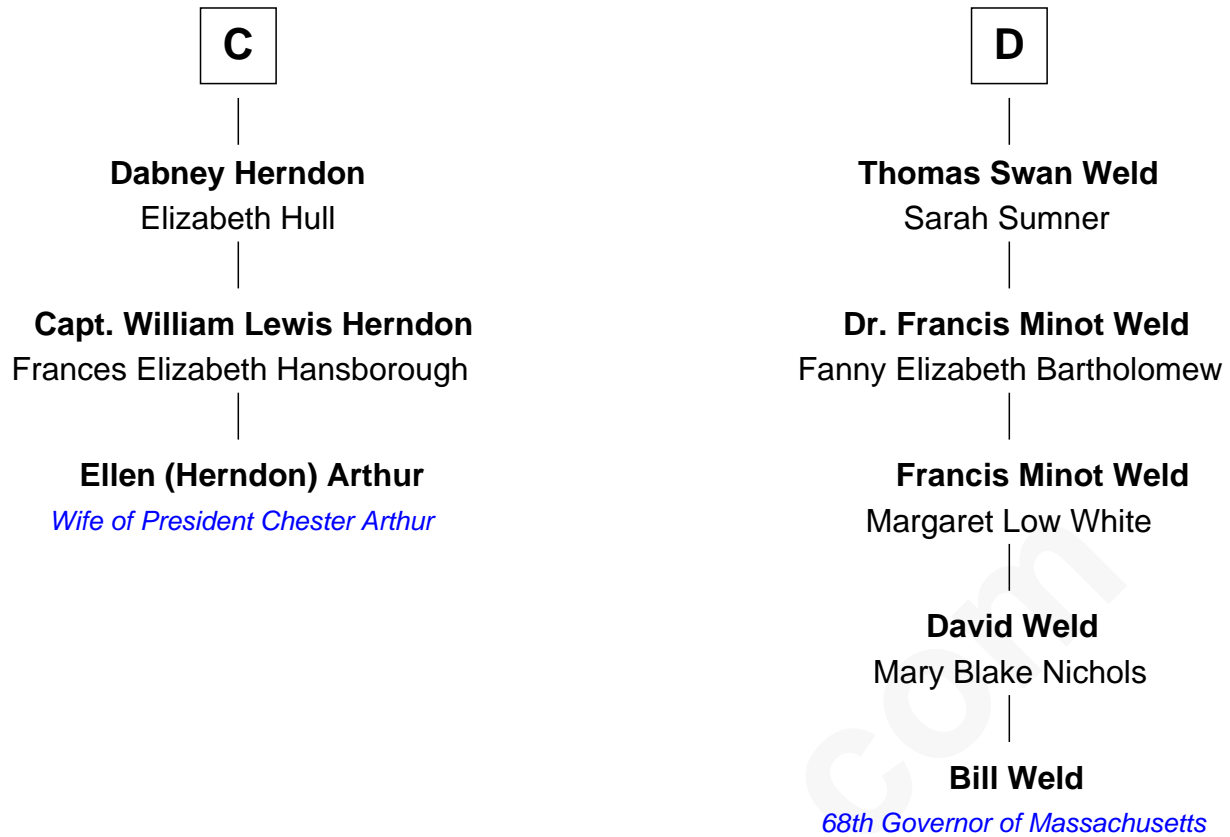 C
Dabney Herndon
Elizabeth Hull
Capt. William Lewis Herndon
Frances Elizabeth Hansborough
Ellen (Herndon) Arthur
Wife of President Chester Arthur
D
Thomas Swan Weld
Sarah Sumner
Dr. Francis Minot Weld
Fanny Elizabeth Bartholomew
Francis Minot Weld
Margaret Low White
David Weld
Mary Blake Nichols
Bill Weld
68th Governor of Massachusetts
com